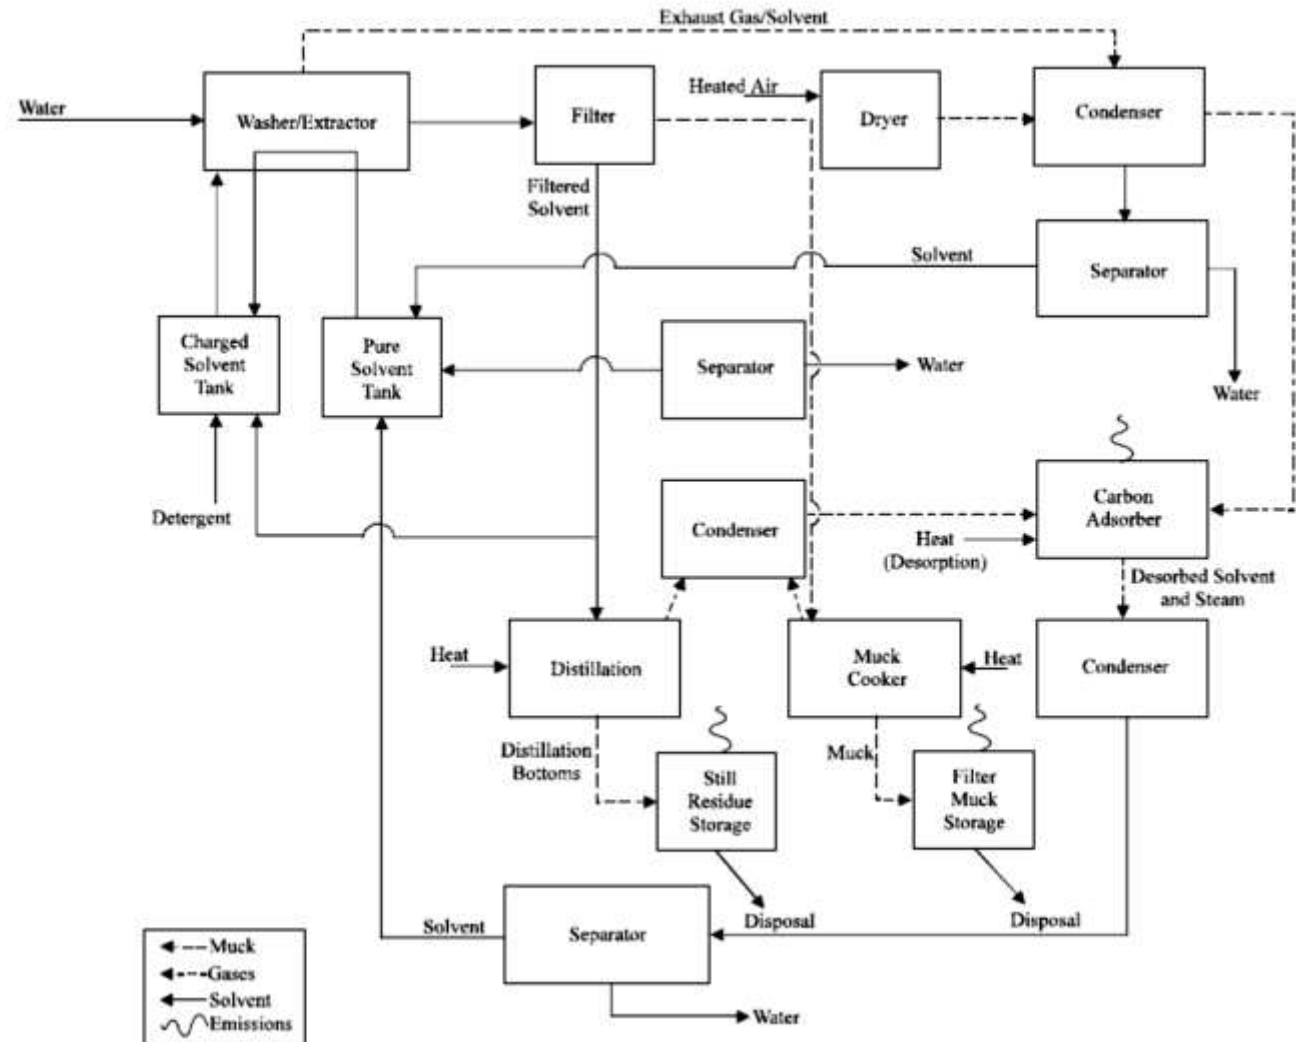 Exhaust Gas/Solvent
Water
Washer/Extractor
Filter
Heated Air
Dryer
Condenser
Filtered
Solvent
Solvent
Separator
Charged
Solvent
Tank
Pure
Solvent
Tank
Separator
Water
Water
Detergent
Condenser
Carbon
Adsorber
Heat
(Desorption)
Desorbed Solvent
and Steam
Heat
Distillation
Muck
Cooker
Heat
Condenser
Distillation
Bottoms
Still
Residue
Storage
Muck
Filter
Muck
Storage
Solvent
Separator
Disposal
Disposal
Water
Muck
Gases
Solvent
Emissions